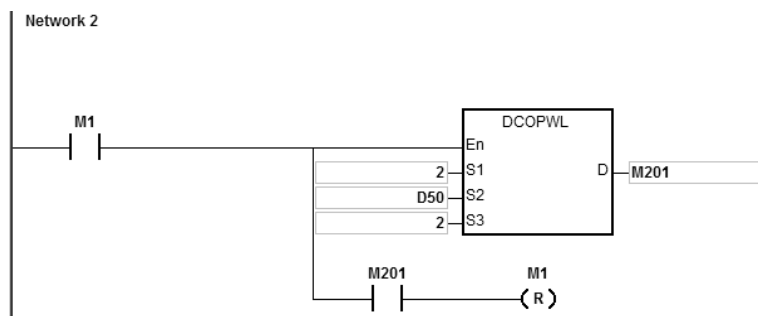 Network 2
M1
DCOPWL
En
2 S1 D M201
D50 S2
2 S3
M201 M1
R